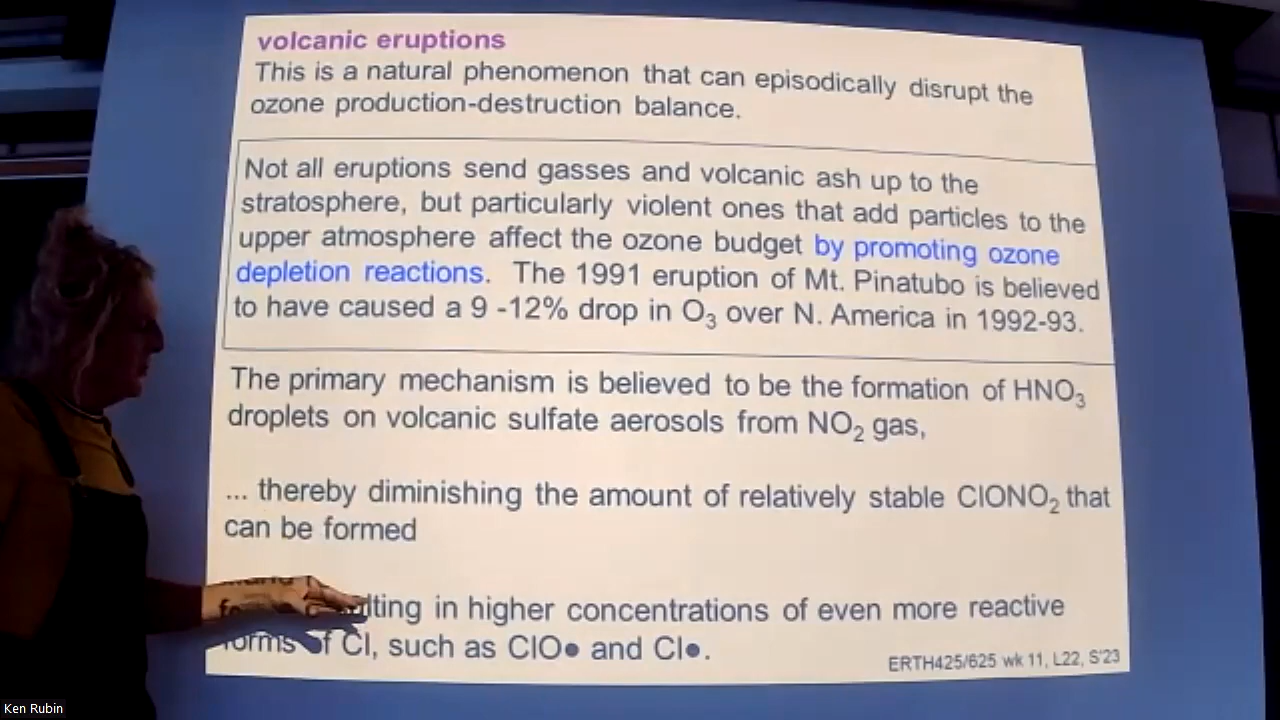 volcanic eruptions
This is a natural phenomenon that can episodically disrupt the
ozone production-destruction balance.
Not all eruptions send gasses and volcanic ash up to the
stratosphere, but particularly violent ones that add particles to the
upper atmosphere affect the ozone budget by promoting ozone
depletion reactions. The 1991 eruption of Mt. Pinatubo is believed
to have caused a 9 -12% drop in O₃ over N. America in 1992-93.
The primary mechanism is believed to be the formation of HNO₃
droplets on volcanic sulfate aerosols from NO₂ gas,
... thereby diminishing the amount of relatively stable ClONO₂ that
can be formed
in higher concentrations of even more reactive
forms of Cl, such as ClO● and Cl●.
ERTH425/625 wk 11, L22, S'23
Ken Rubin